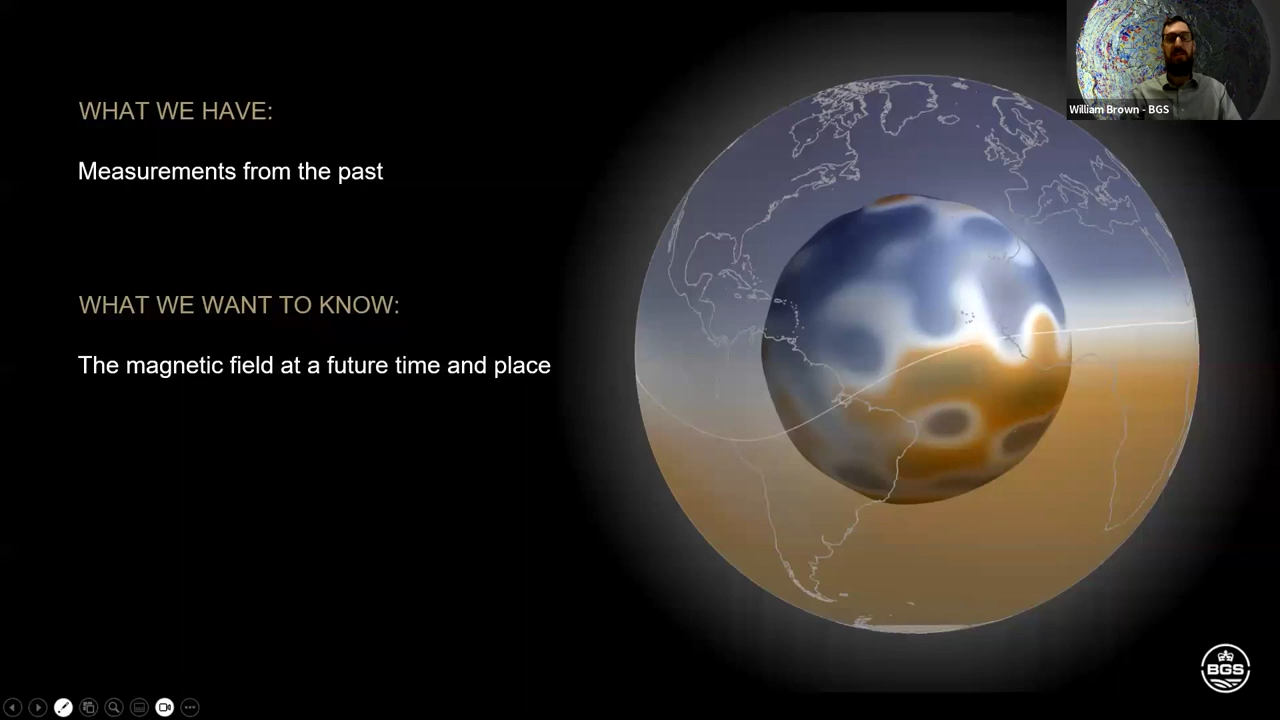 WHAT WE HAVE:
Measurements from the past
WHAT WE WANT TO KNOW:
The magnetic field at a future time and place
William Brown - BGS
BGS